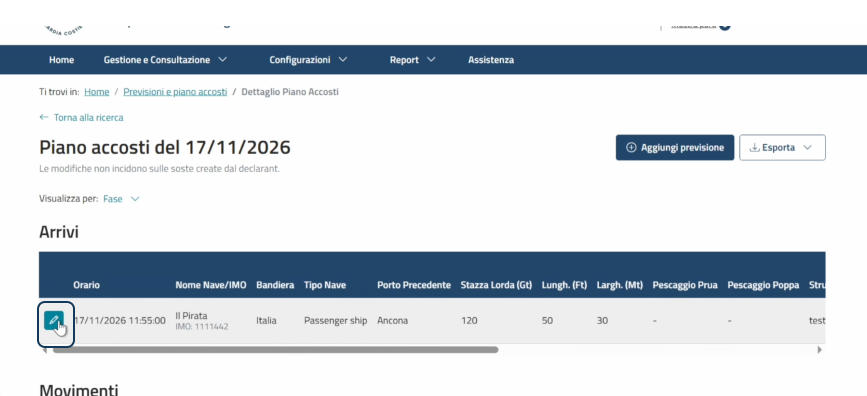 GUARDIA COSTIERA
Home Gestione e Consultazione Configurazioni Report Assistenza
Ti trovi in: Home / Previsioni e piano accosti / Dettaglio Piano Accosti
← Torna alla ricerca
Piano accosti del 17/11/2026
Aggiungi previsione Esporta
Le modifiche non incidono sulle soste create dal declarant.
Visualizza per: Fase
Arrivi
Orario Nome Nave/IMO Bandiera Tipo Nave Porto Precedente Stazza Lorda (Gt) Lungh. (Ft) Largh. (Mt) Pescaggio Prua Pescaggio Poppa Stru
17/11/2026 11:55:00 Il Pirata Italia Passenger ship Ancona 120 50 30 - - test
IMO: 1111442
Movimenti